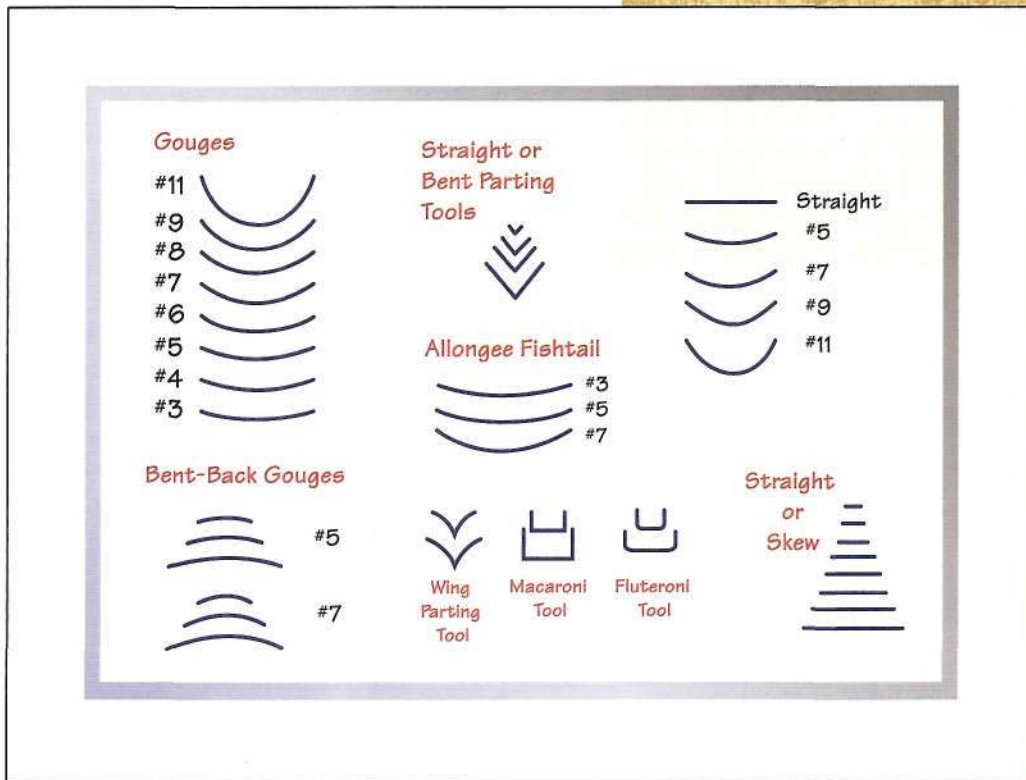 Gouges
#11
#9
#8
#7
#6
#5
#4
#3
Straight or
Bent Parting
Tools
Straight
#5
#7
#9
#11
Allongee Fishtail
#3
#5
#7
Bent-Back Gouges
#5
#7
Wing
Parting
Tool
Macaroni
Tool
Fluteroni
Tool
Straight
or
Skew